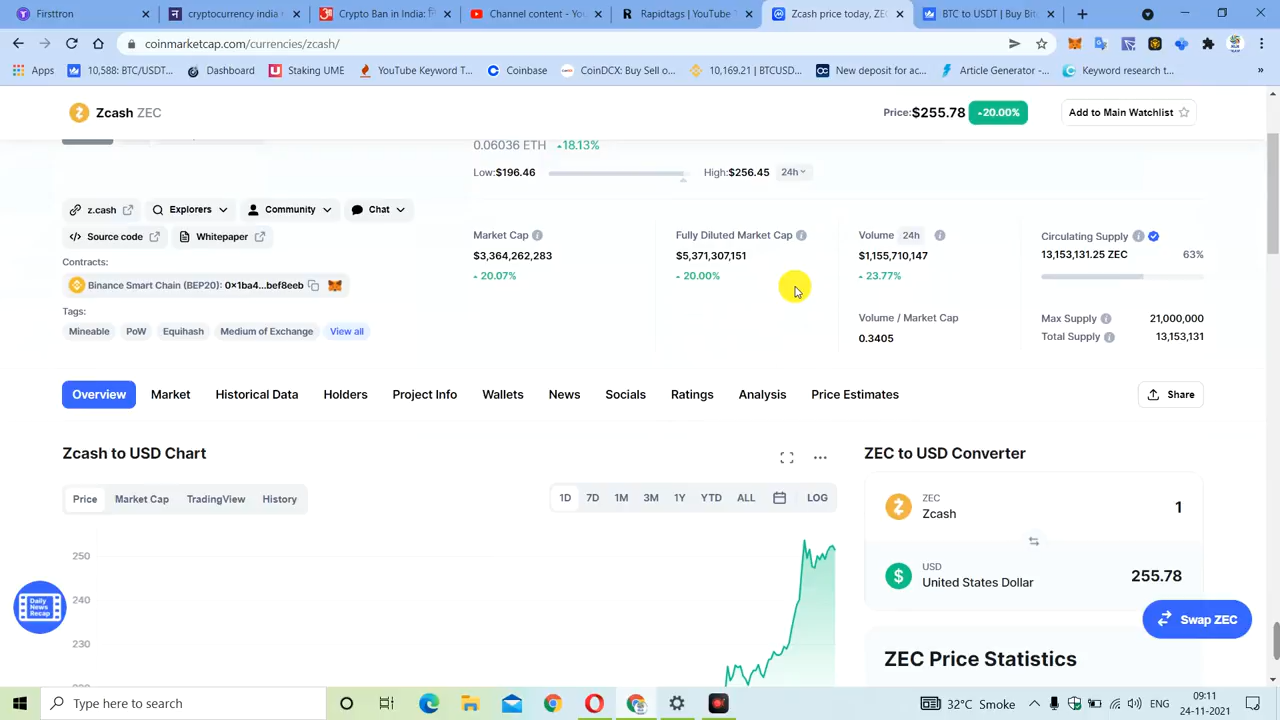 Firstpost - Twitte
cryptocurrency -
Crypto Pennies - C
Channel content - You
Rapidtags | YouTube T
Zcash price today, ZEC
BTC to USDT | Buy Bit
coinmarketcap.com/currencies/zcash/
Apps
10,588: BTC/USDT...
Dashboard
Staking UME
YouTube Keyword T...
Coinbase
CoinDCX: Buy Sell o...
10,169.21 | BTCUSD...
New deposit for ac...
Article Generator -...
Keyword research t...
»
Zcash ZEC
Price:$255.78
20.00%
Add to Main Watchlist
0.06036 ETH 18.13%
Low:$196.46
High:$256.45
24h
z.cash
Explorers
Community
Chat
Source code
Whitepaper
Contracts:
Binance Smart Chain (BEP20): 0x1ba4...bef8eeb
Tags:
Mineable
PoW
Equihash
Medium of Exchange
View all
Market Cap
$3,364,262,283
20.07%
Fully Diluted Market Cap
$5,371,307,151
20.00%
Volume 24h
$1,155,710,147
23.77%
Volume / Market Cap
0.3405
Circulating Supply
13,153,131.25 ZEC 63%
Max Supply 21,000,000
Total Supply 13,153,131
Overview
Market
Historical Data
Holders
Project Info
Wallets
News
Socials
Ratings
Analysis
Price Estimates
Share
Zcash to USD Chart
Price
Market Cap
TradingView
History
1D
7D
1M
3M
1Y
YTD
ALL
LOG
250
240
230
ZEC to USD Converter
ZEC
Zcash
1
USD
United States Dollar
255.78
Swap ZEC
ZEC Price Statistics
Daily
News
Recap
Type here to search
32°C Smoke
ENG
09:11
24-11-2021